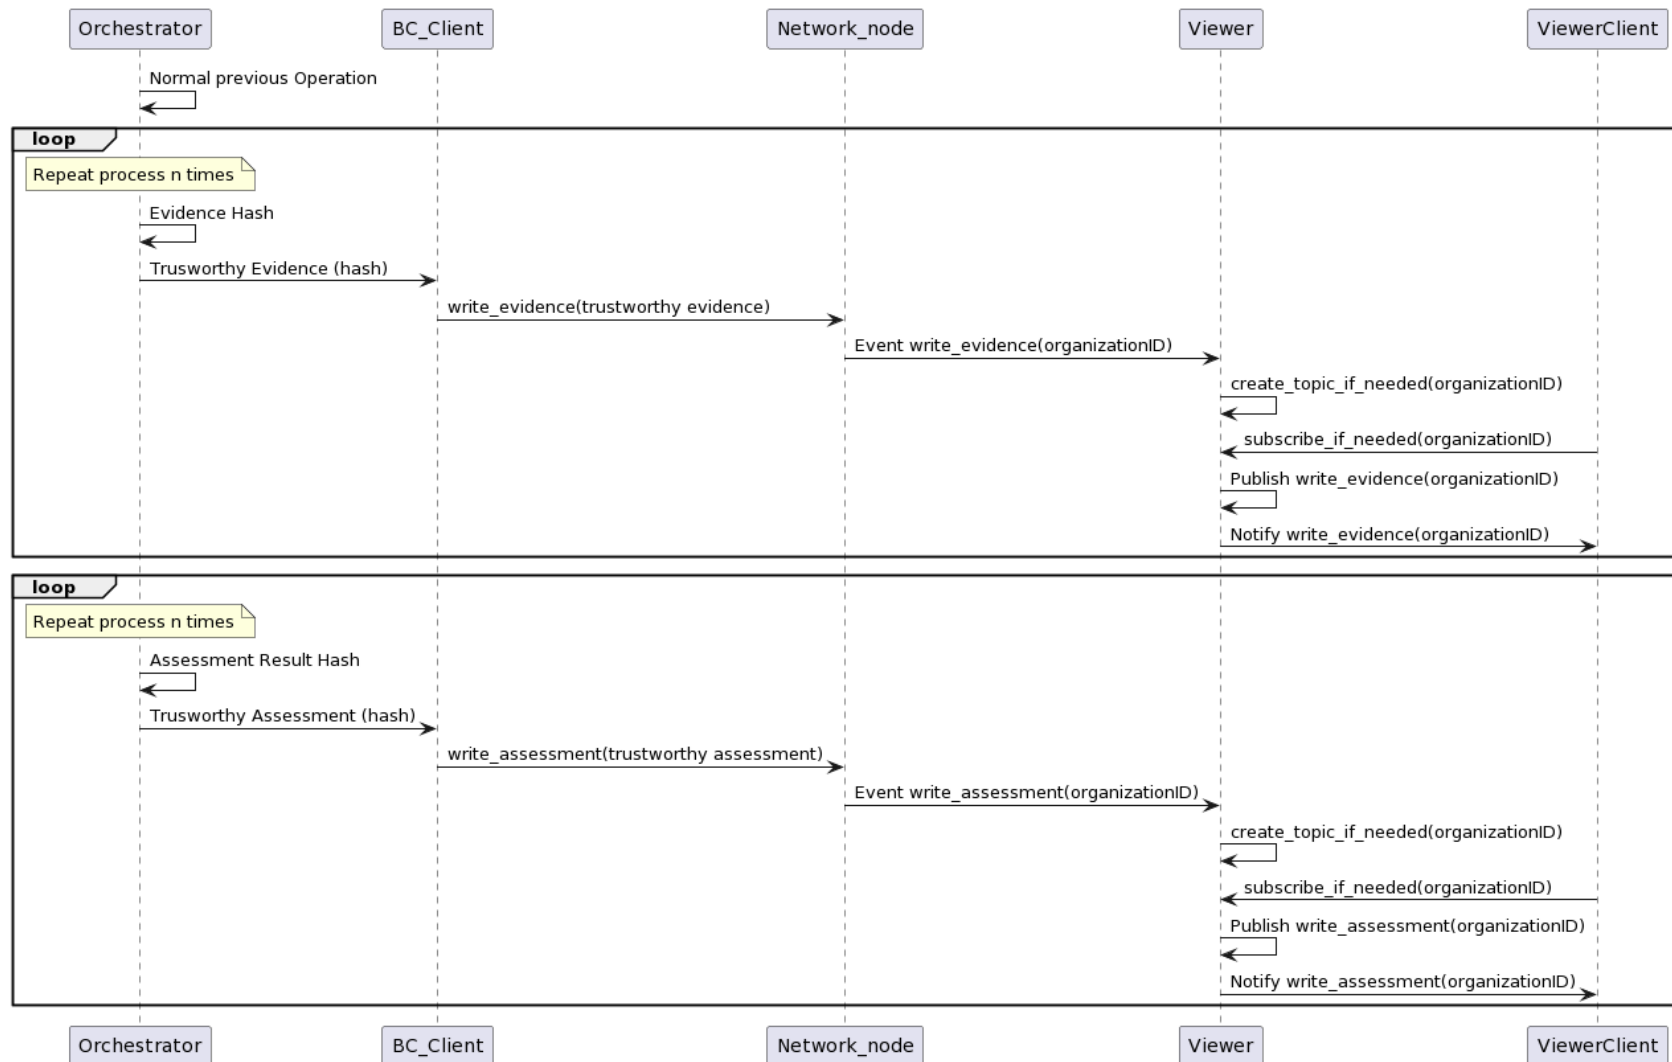 Orchestrator BC_Client Network_node Viewer ViewerClient
Normal previous Operation
loop
Repeat process n times
Evidence Hash
Trusworthy Evidence (hash)
write_evidence(trustworthy evidence)
Event write_evidence(organizationID)
create_topic_if_needed(organizationID)
subscribe_if_needed(organizationID)
Publish write_evidence(organizationID)
Notify write_evidence(organizationID)
loop
Repeat process n times
Assessment Result Hash
Trusworthy Assessment (hash)
write_assessment(trustworthy assessment)
Event write_assessment(organizationID)
create_topic_if_needed(organizationID)
subscribe_if_needed(organizationID)
Publish write_assessment(organizationID)
Notify write_assessment(organizationID)
Orchestrator BC_Client Network_node Viewer ViewerClient